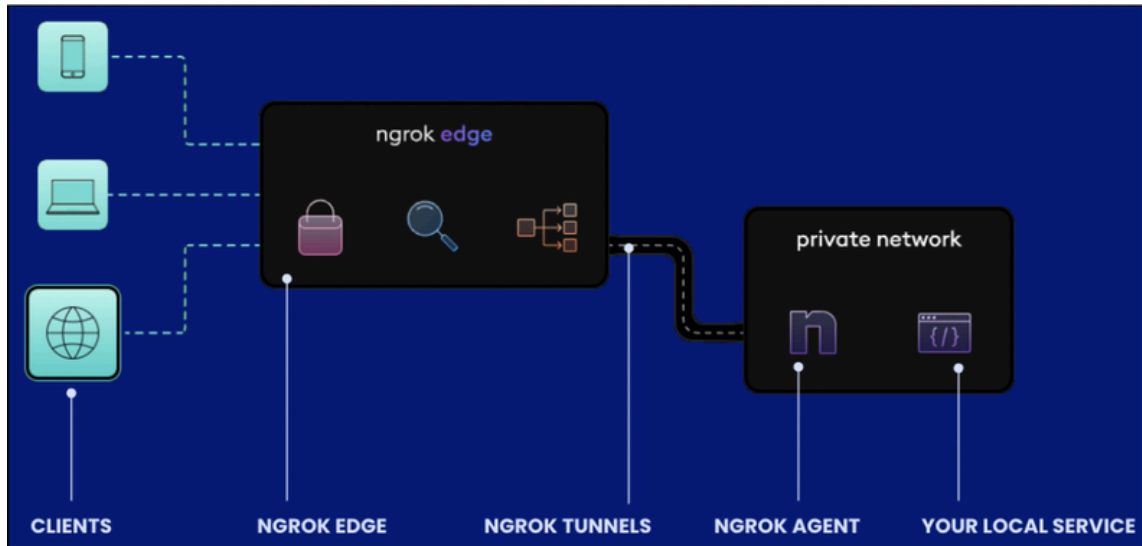 ngrok edge
private network
n
{/}
CLIENTS
NGROK EDGE
NGROK TUNNELS
NGROK AGENT
YOUR LOCAL SERVICE